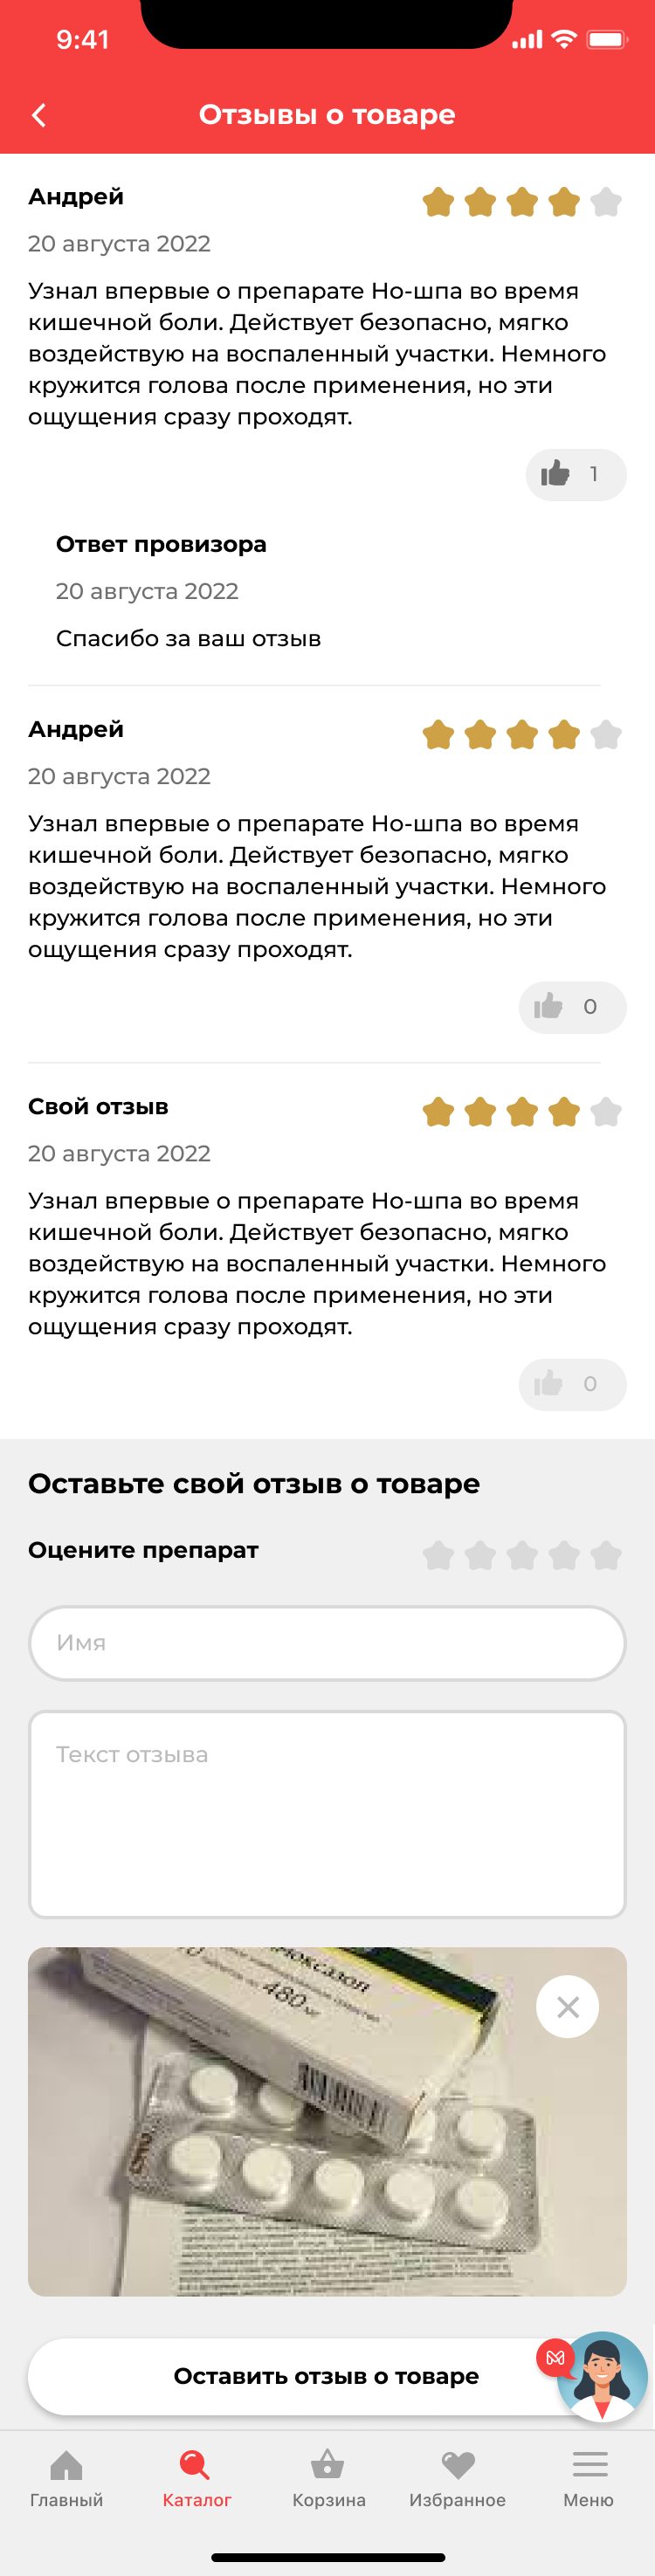 9:41
Отзывы о товаре
Андрей
20 августа 2022
Узнал впервые о препарате Но-шпа во время
кишечной боли. Действует безопасно, мягко
воздействую на воспаленный участки. Немного
кружится голова после применения, но эти
ощущения сразу проходят.
1
Ответ провизора
20 августа 2022
Спасибо за ваш отзыв
Андрей
20 августа 2022
Узнал впервые о препарате Но-шпа во время
кишечной боли. Действует безопасно, мягко
воздействую на воспаленный участки. Немного
кружится голова после применения, но эти
ощущения сразу проходят.
0
Свой отзыв
20 августа 2022
Узнал впервые о препарате Но-шпа во время
кишечной боли. Действует безопасно, мягко
воздействую на воспаленный участки. Немного
кружится голова после применения, но эти
ощущения сразу проходят.
0
Оставьте свой отзыв о товаре
Оцените препарат
Имя
Текст отзыва
480 мг
Оставить отзыв о товаре
Главный
Каталог
Корзина
Избранное
Меню